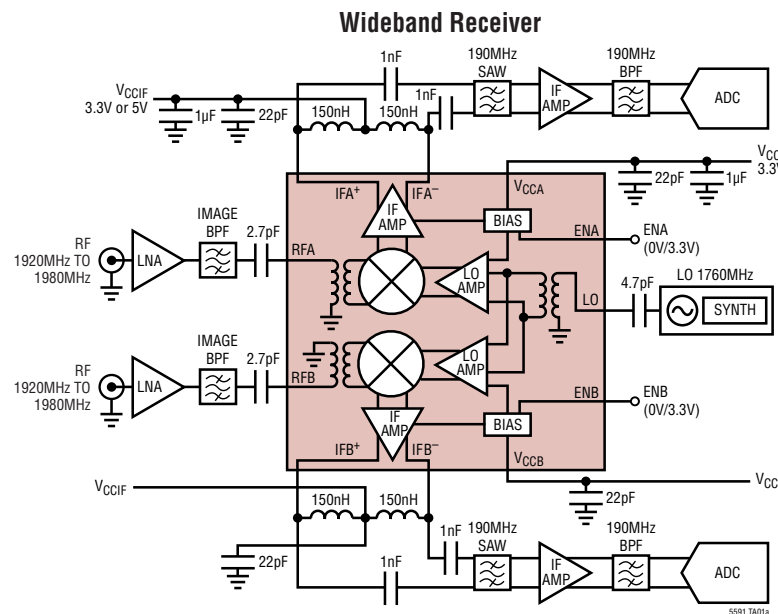 Wideband Receiver
1nF
190MHz
SAW
190MHz
BPF
1nF
IF
AMP
ADC
VCCIF
3.3V or 5V
1µF
22pF
150nH
150nH
VCC
3.3V
22pF
1µF
IFA+
IFA−
VCCA
IF
AMP
BIAS
ENA
ENA
(0V/3.3V)
RF
1920MHz TO
1980MHz
LNA
IMAGE
BPF
2.7pF
RFA
LO
AMP
LO
4.7pF
LO 1760MHz
SYNTH
RF
1920MHz TO
1980MHz
LNA
IMAGE
BPF
2.7pF
RFB
LO
AMP
ENB
ENB
(0V/3.3V)
IF
AMP
BIAS
IFB+
IFB−
VCCB
VCCIF
150nH
150nH
VCC
22pF
22pF
1nF
1nF
190MHz
SAW
IF
AMP
190MHz
BPF
ADC
5591 TA01a